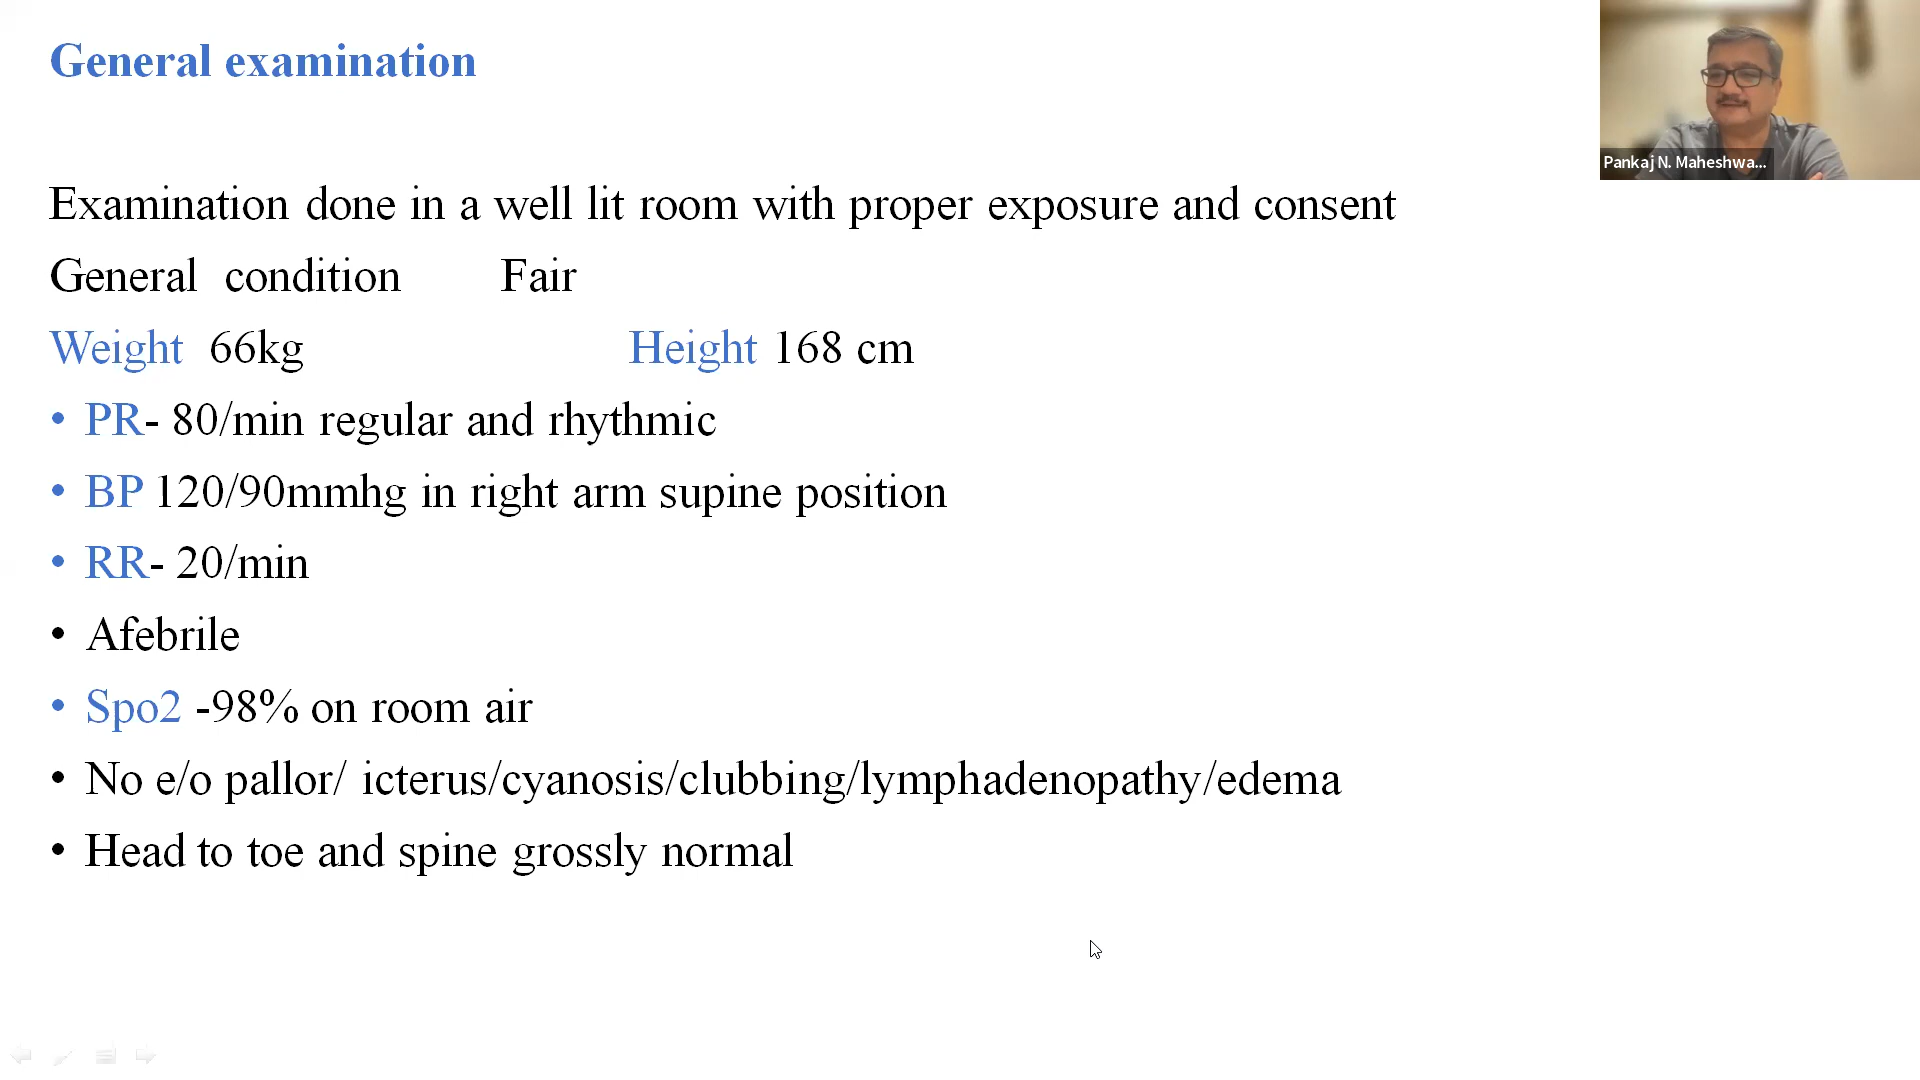 General examination
Pankaj N. Maheshwa...
Examination done in a well lit room with proper exposure and consent
General condition Fair
Weight 66kg Height 168 cm
• PR- 80/min regular and rhythmic
• BP 120/90mmhg in right arm supine position
• RR- 20/min
• Afebrile
• Spo2 -98% on room air
• No e/o pallor/ icterus/cyanosis/clubbing/lymphadenopathy/edema
• Head to toe and spine grossly normal